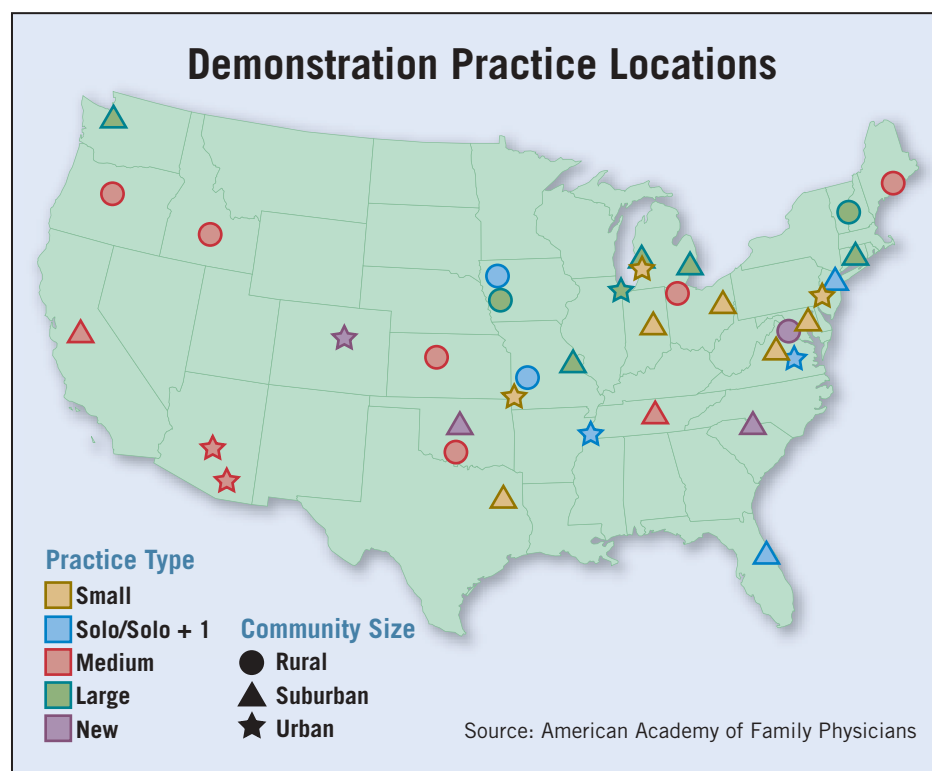 Demonstration Practice Locations
Practice Type
Small
Solo/Solo + 1
Medium
Large
New
Community Size
Rural
Suburban
Urban
Source: American Academy of Family Physicians